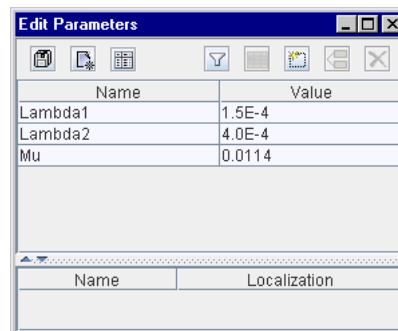 Edit Parameters
Name Value
Lambda1 1.5E-4
Lambda2 4.0E-4
Mu 0.0114
Name Localization